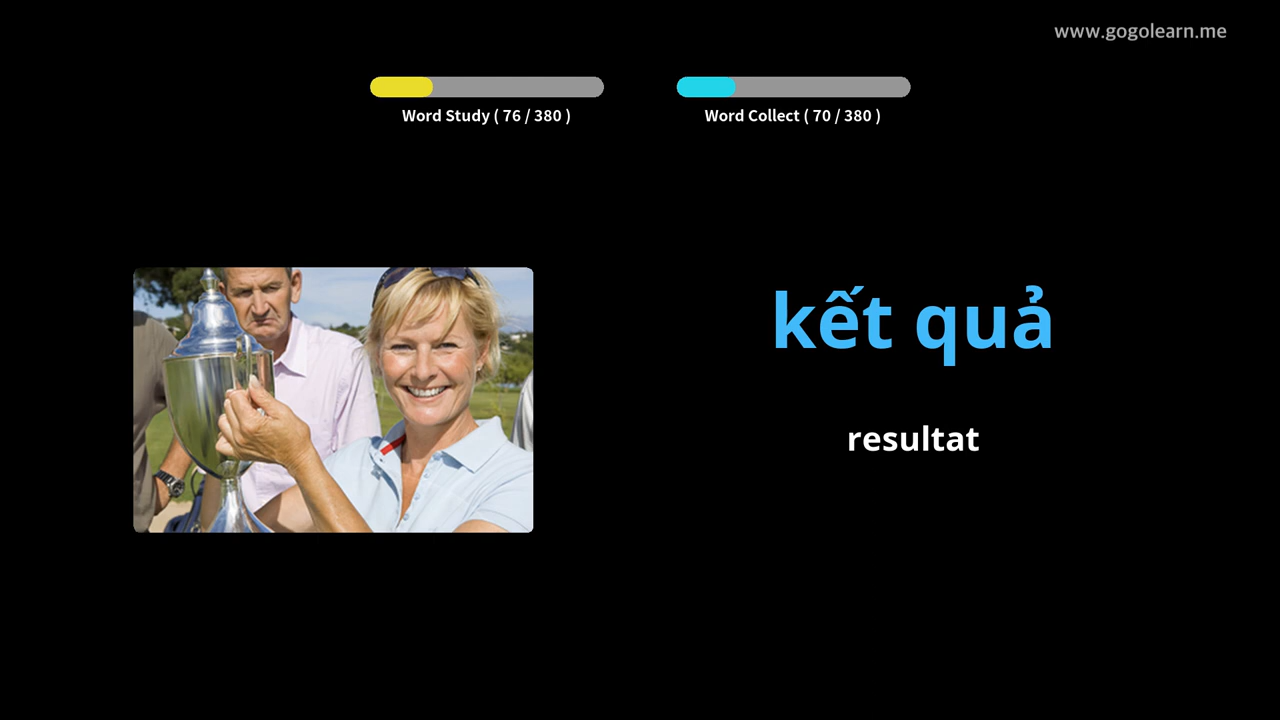 www.gogolearn.me
Word Study ( 76 / 380 )
Word Collect ( 70 / 380 )
kết quả
resultat